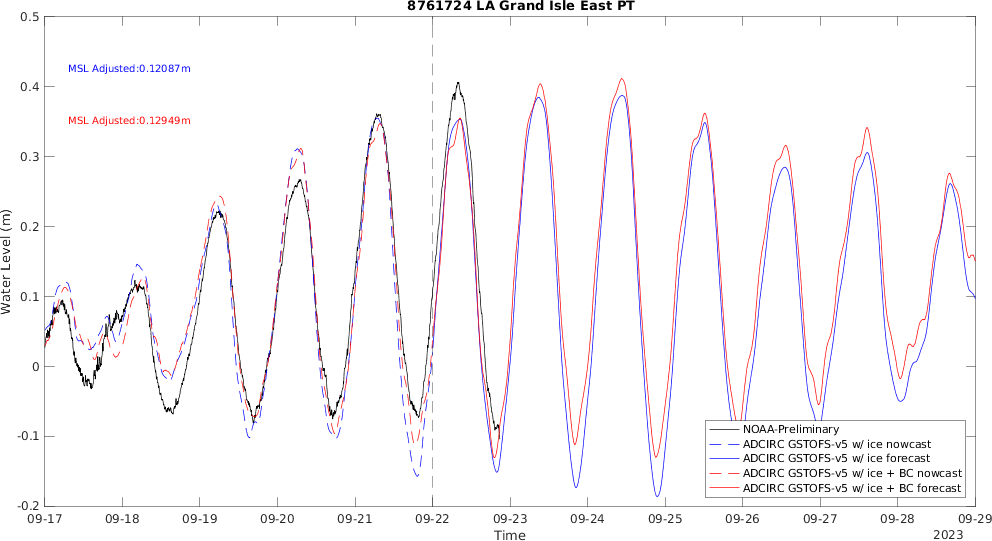 8761724 LA Grand Isle East PT
0.5
0.4
0.3
0.2
0.1
0
-0.1
-0.2
Water Level (m)
MSL Adjusted:0.12087m
MSL Adjusted:0.12949m
NOAA-Preliminary
ADCIRC GSTOFS-v5 w/ ice nowcast
ADCIRC GSTOFS-v5 w/ ice forecast
ADCIRC GSTOFS-v5 w/ ice + BC nowcast
ADCIRC GSTOFS-v5 w/ ice + BC forecast
09-17 09-18 09-19 09-20 09-21 09-22 09-23 09-24 09-25 09-26 09-27 09-28 09-29
Time
2023